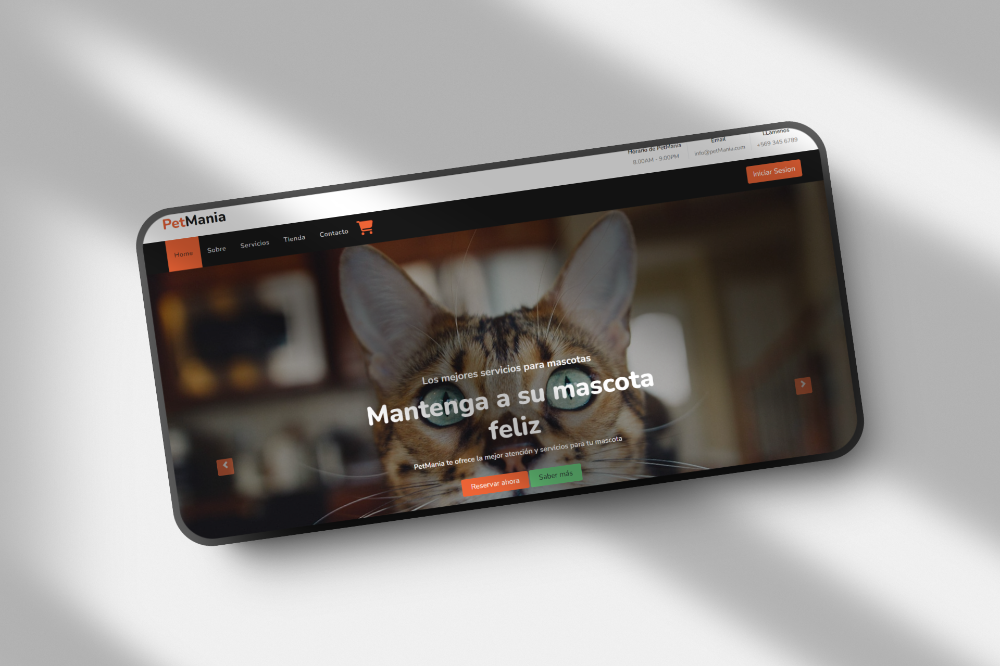 PetMania
Horario de PetMania
8.00AM - 9.00PM
Email
info@petMania.com
LLamenos
+569 345 6789
Home
Sobre
Servicios
Tienda
Contacto
Iniciar Sesion
Los mejores servicios para mascotas
Mantenga a su mascota
feliz
PetMania te ofrece la mejor atención y servicios para tu mascota
Reservar ahora
Saber más